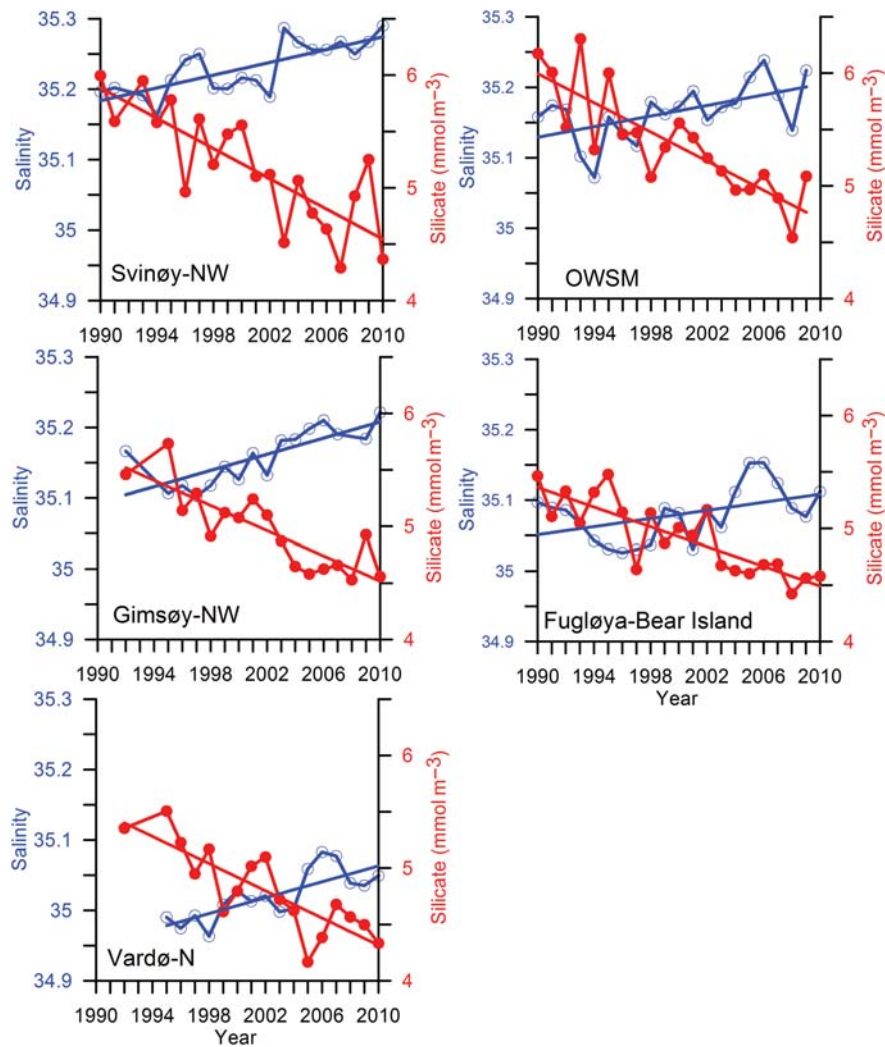 35.3
35.2
35.1
35
34.9
Salinity
6
5
4
Silicate (mmol m−3)
Svinøy-NW
1990 1994 1998 2002 2006 2010
35.3
35.2
35.1
35
34.9
Salinity
6
5
4
Silicate (mmol m−3)
OWSM
1990 1994 1998 2002 2006 2010
35.3
35.2
35.1
35
34.9
Salinity
6
5
4
Silicate (mmol m−3)
Gimsøy-NW
1990 1994 1998 2002 2006 2010
35.3
35.2
35.1
35
34.9
Salinity
6
5
4
Silicate (mmol m−3)
Fugløya-Bear Island
1990 1994 1998 2002 2006 2010
Year
35.3
35.2
35.1
35
34.9
Salinity
6
5
4
Silicate (mmol m−3)
Vardø-N
1990 1994 1998 2002 2006 2010
Year